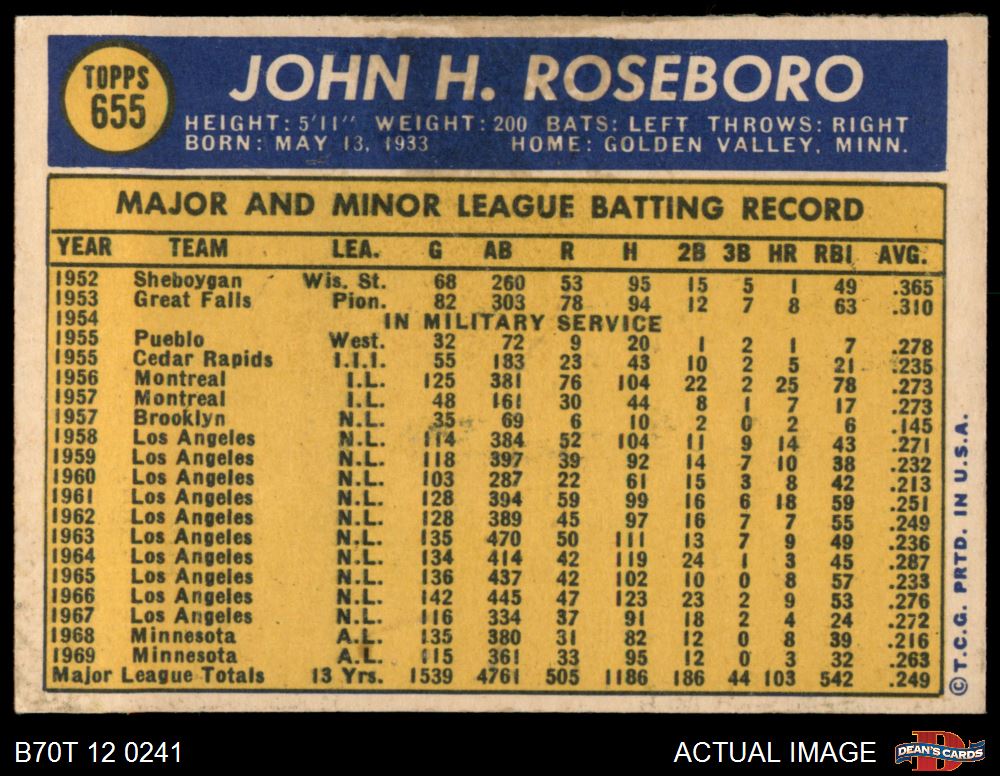 TOPPS
655
JOHN H. ROSEBORO
HEIGHT: 5'11" WEIGHT: 200 BATS: LEFT THROWS: RIGHT
BORN: MAY 13, 1933 HOME: GOLDEN VALLEY, MINN.
MAJOR AND MINOR LEAGUE BATTING RECORD
YEAR TEAM LEA. G AB R H 2B 3B HR RBI AVG.
1952 Sheboygan Wis. St. 68 260 53 95 15 5 1 49 .365
1953 Great Falls Pion. 82 303 78 94 12 7 8 63 .310
1954 IN MILITARY SERVICE
1955 Pueblo West. 32 72 9 20 1 2 1 7 .278
1955 Cedar Rapids I.I.I. 55 183 23 43 10 2 5 21 .235
1956 Montreal I.L. 125 381 76 104 22 2 25 78 .273
1957 Montreal I.L. 48 161 30 44 8 1 7 17 .273
1957 Brooklyn N.L. 35 69 6 10 2 0 2 6 .145
1958 Los Angeles N.L. 114 384 52 104 11 9 14 43 .271
1959 Los Angeles N.L. 118 397 39 92 14 7 10 38 .232
1960 Los Angeles N.L. 103 287 22 61 15 3 8 42 .213
1961 Los Angeles N.L. 128 394 59 99 16 6 18 59 .251
1962 Los Angeles N.L. 128 389 45 97 16 7 7 55 .249
1963 Los Angeles N.L. 135 470 50 111 13 7 9 49 .236
1964 Los Angeles N.L. 134 414 42 119 24 1 3 45 .287
1965 Los Angeles N.L. 136 437 42 102 10 0 8 57 .233
1966 Los Angeles N.L. 142 445 47 123 23 2 9 53 .276
1967 Los Angeles N.L. 116 334 37 91 18 2 4 24 .272
1968 Minnesota A.L. 135 380 31 82 12 0 8 39 .216
1969 Minnesota A.L. 115 361 33 95 12 0 3 32 .263
Major League Totals 13 Yrs. 1539 4761 505 1186 186 44 103 542 .249
© T.C.G. PRTD. IN U.S.A.
B70T 12 0241
ACTUAL IMAGE
DEAN'S CARDS